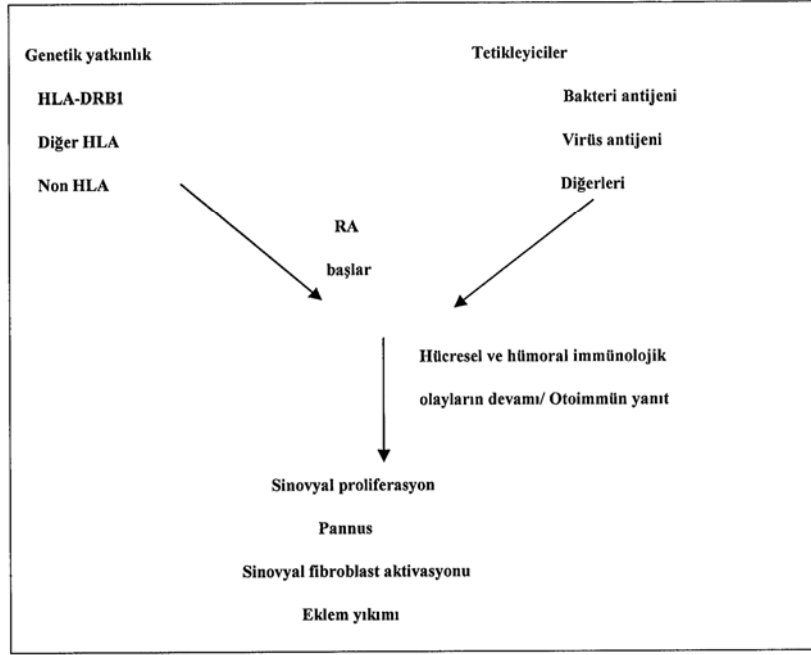 Genetik yatkınlık
HLA-DRB1
Diğer HLA
Non HLA
Tetikleyiciler
Bakteri antijeni
Virüs antijeni
Diğerleri
RA
başlar
Hücresel ve hümoral immünolojik
olayların devamı/ Otoimmün yanıt
Sinovyal proliferasyon
Pannus
Sinovyal fibroblast aktivasyonu
Eklem yıkımı